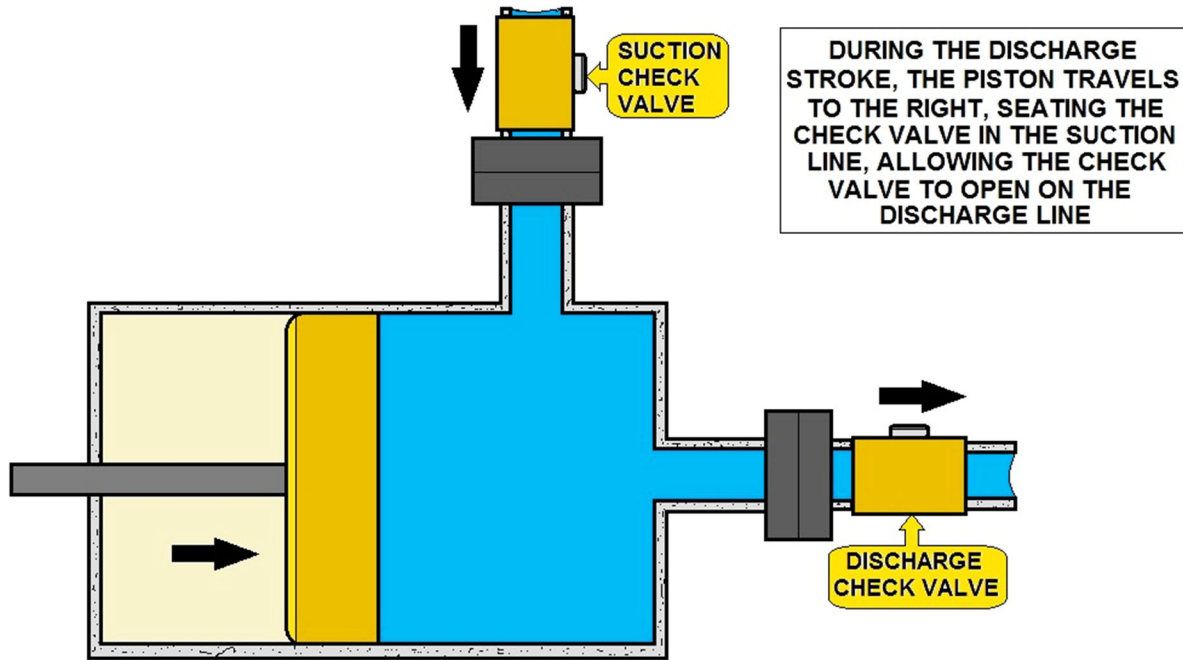 SUCTION
CHECK
VALVE
DURING THE DISCHARGE
STROKE, THE PISTON TRAVELS
TO THE RIGHT, SEATING THE
CHECK VALVE IN THE SUCTION
LINE, ALLOWING THE CHECK
VALVE TO OPEN ON THE
DISCHARGE LINE
DISCHARGE
CHECK VALVE